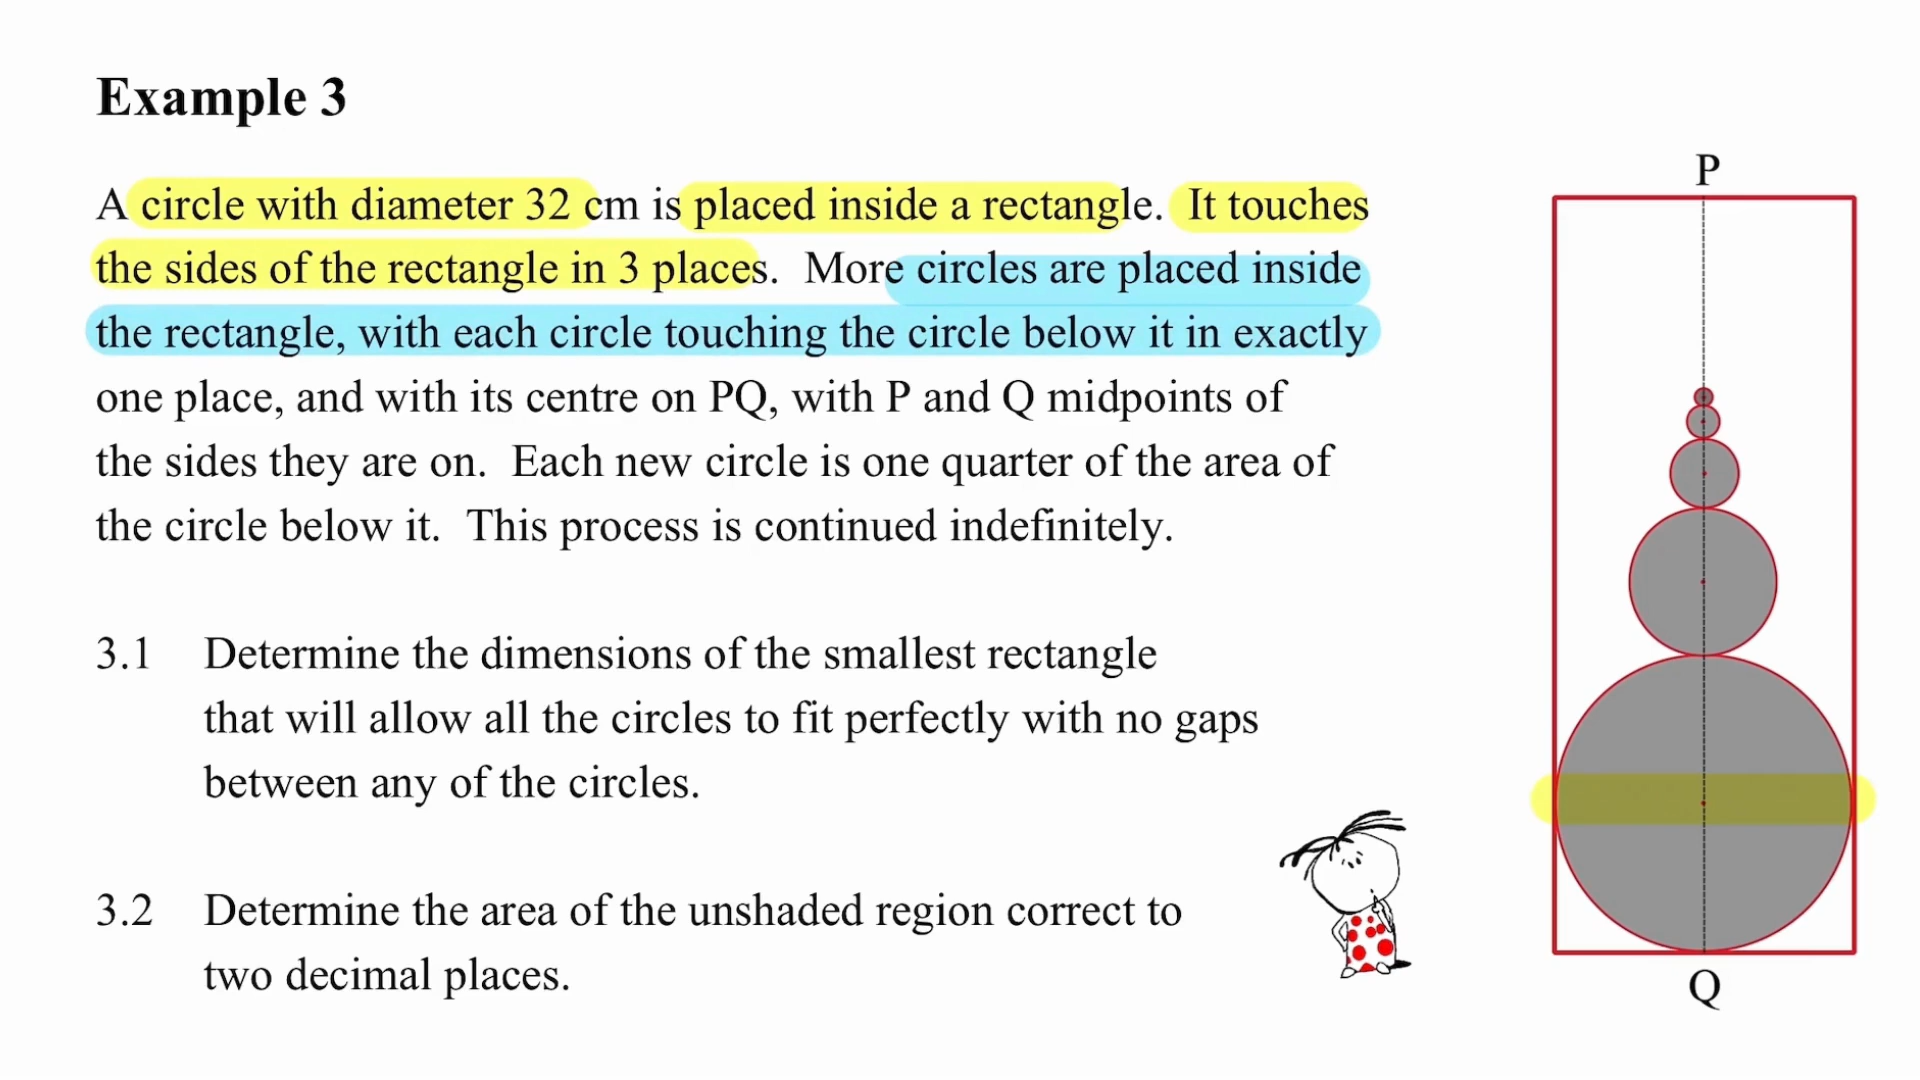 Example 3
A circle with diameter 32 cm is placed inside a rectangle. It touches
the sides of the rectangle in 3 places. More circles are placed inside
the rectangle, with each circle touching the circle below it in exactly
one place, and with its centre on PQ, with P and Q midpoints of
the sides they are on. Each new circle is one quarter of the area of
the circle below it. This process is continued indefinitely.
3.1 Determine the dimensions of the smallest rectangle
that will allow all the circles to fit perfectly with no gaps
between any of the circles.
3.2 Determine the area of the unshaded region correct to
two decimal places.
P
Q